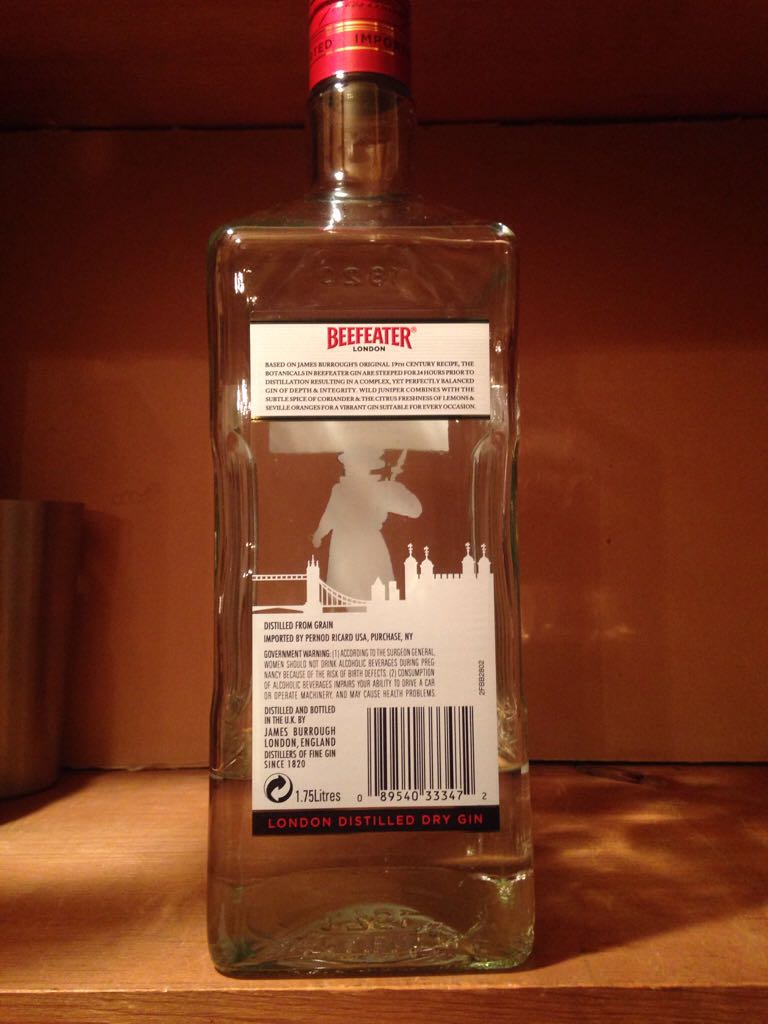 TED IMPOR
1820
BEEFEATER®
LONDON
BASED ON JAMES BURROUGH'S ORIGINAL 19TH CENTURY RECIPE, THE
BOTANICALS IN BEEFEATER GIN ARE STEEPED FOR 24 HOURS PRIOR TO
DISTILLATION RESULTING IN A COMPLEX, YET PERFECTLY BALANCED
GIN OF DEPTH & INTEGRITY. WILD JUNIPER COMBINES WITH THE
SUBTLE SPICE OF CORIANDER & THE CITRUS FRESHNESS OF LEMONS &
SEVILLE ORANGES FOR A VIBRANT GIN SUITABLE FOR EVERY OCCASION.
DISTILLED FROM GRAIN
IMPORTED BY PERNOD RICARD USA, PURCHASE, NY
GOVERNMENT WARNING: (1) ACCORDING TO THE SURGEON GENERAL,
WOMEN SHOULD NOT DRINK ALCOHOLIC BEVERAGES DURING PREG
NANCY BECAUSE OF THE RISK OF BIRTH DEFECTS. (2) CONSUMPTION
OF ALCOHOLIC BEVERAGES IMPAIRS YOUR ABILITY TO DRIVE A CAR
OR OPERATE MACHINERY, AND MAY CAUSE HEALTH PROBLEMS.
2FBB2802
DISTILLED AND BOTTLED
IN THE U.K. BY
JAMES BURROUGH
LONDON, ENGLAND
DISTILLERS OF FINE GIN
SINCE 1820
1.75Litres
0 89540 33347 2
LONDON DISTILLED DRY GIN